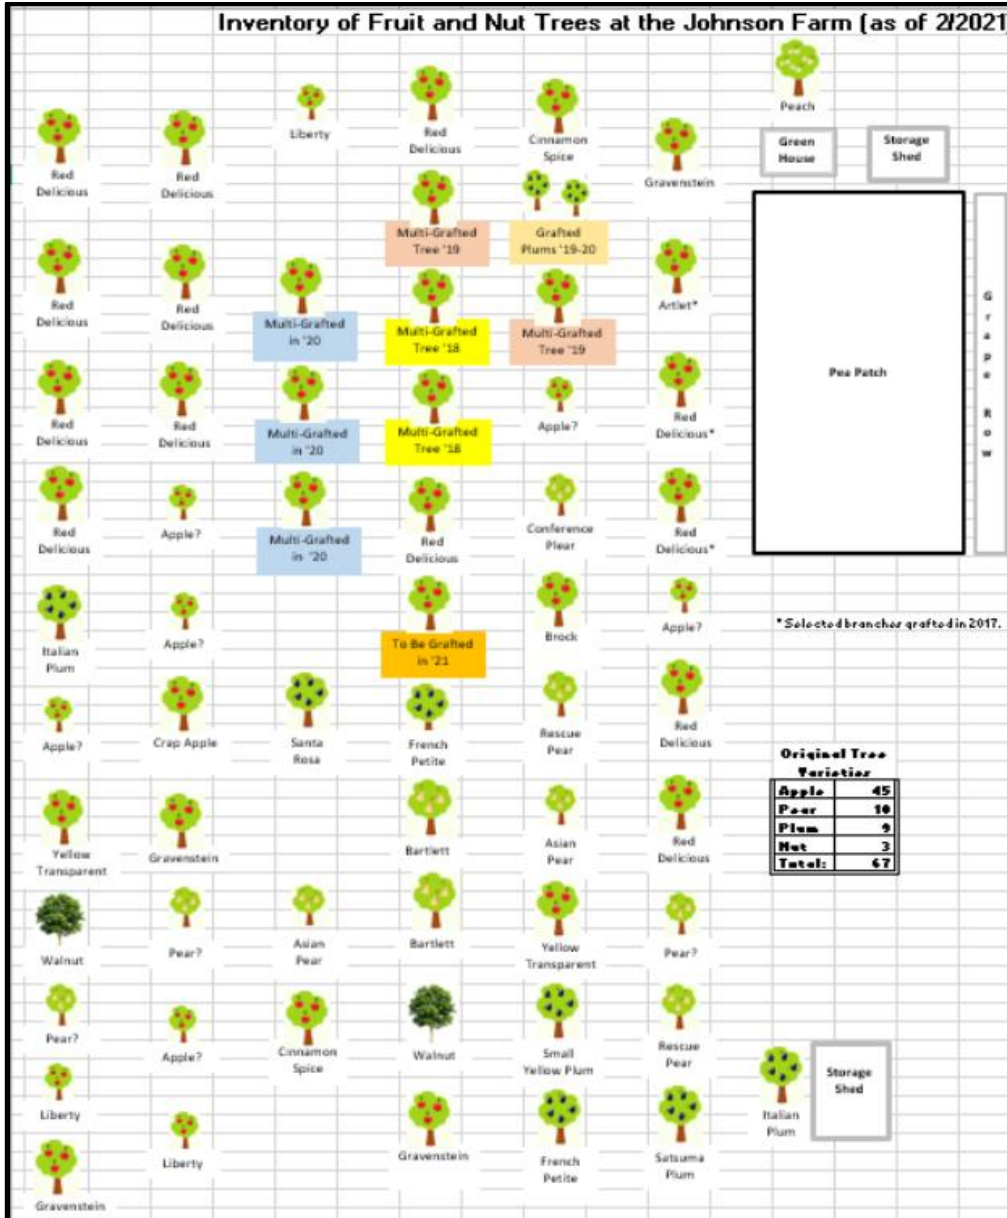 Inventory of Fruit and Nut Trees at the Johnson Farm (as of 2/2021
Peach
Liberty
Red
Delicious
Cinnamon
Spice
Green
House
Storage
Shed
Red
Delicious
Red
Delicious
Gravenstein
Multi-Grafted
Tree '19
Grafted
Plums '19-20
Red
Delicious
Red
Delicious
Multi-Grafted
in '20
Multi-Grafted
Tree '18
Multi-Grafted
Tree '19
Artlet*
Pea Patch
Grape Row
Red
Delicious
Red
Delicious
Multi-Grafted
in '20
Multi-Grafted
Tree '18
Apple?
Red
Delicious*
Red
Delicious
Apple?
Multi-Grafted
in '20
Red
Delicious
Conference
Plear
Red
Delicious*
Italian
Plum
Apple?
To Be Grafted
in '21
Brock
Apple?
*Selected branches grafted in 2017.
Apple?
Crap Apple
Santa
Rosa
French
Petite
Rescue
Pear
Red
Delicious
Original Tree
Varieties
Apple 45
Pear 10
Plum 9
Nut 3
Total: 67
Yellow
Transparent
Gravenstein
Bartlett
Asian
Pear
Red
Delicious
Walnut
Pear?
Asian
Pear
Bartlett
Yellow
Transparent
Pear?
Pear?
Apple?
Cinnamon
Spice
Walnut
Small
Yellow Plum
Rescue
Pear
Storage
Shed
Liberty
Liberty
Gravenstein
French
Petite
Satsuma
Plum
Italian
Plum
Gravenstein